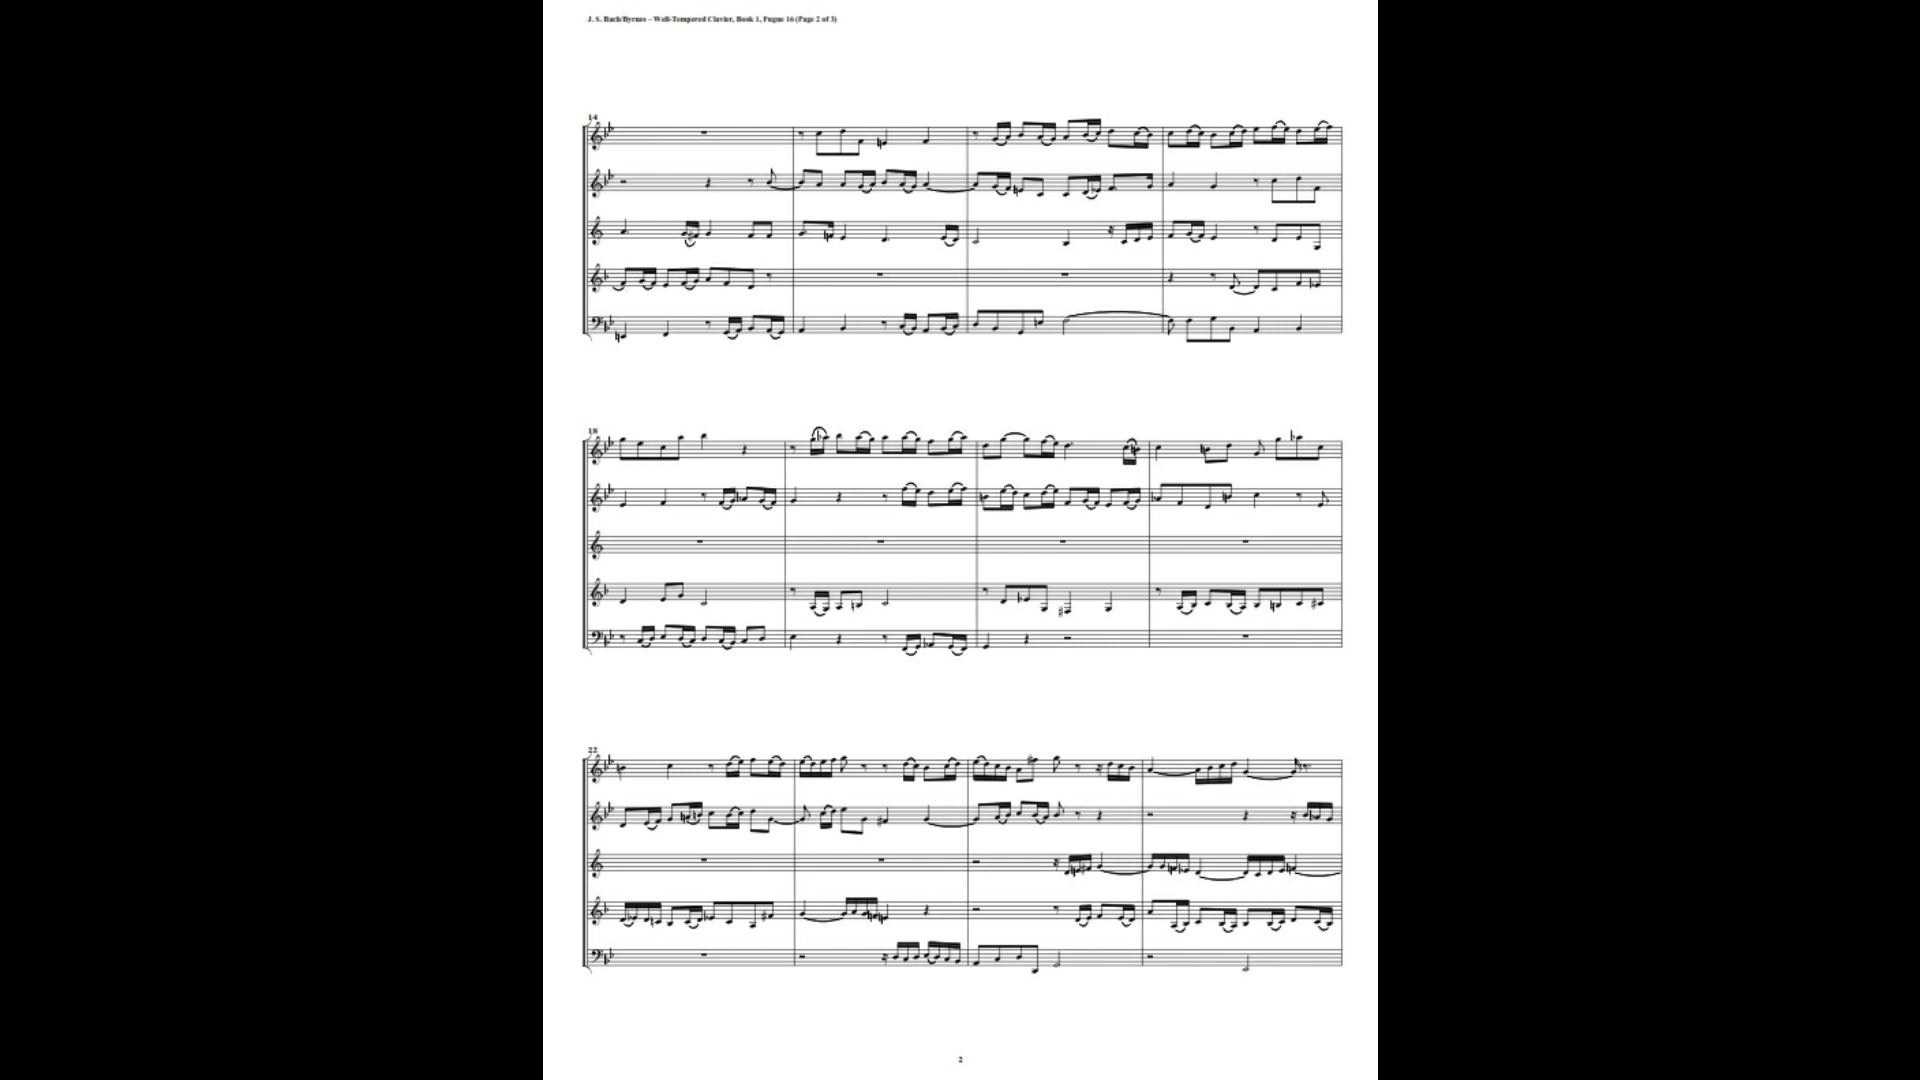 J. S. Bach/Byrnes – Well-Tempered Clavier, Book 1, Fugue 16 (Page 2 of 3)
14
18
22
2